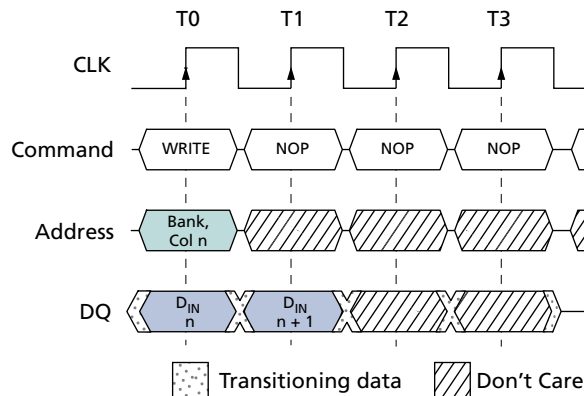 T0 T1 T2 T3
CLK
Command WRITE NOP NOP NOP
Address Bank,
Col n
DQ DIN
n
DIN
n + 1
Transitioning data Don't Care